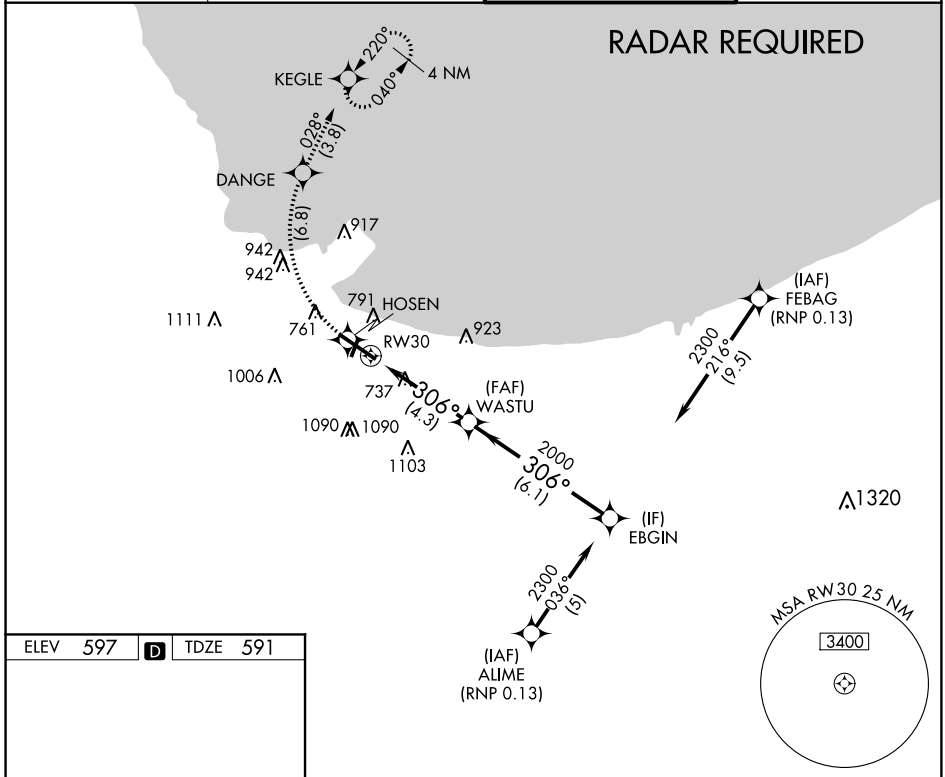 RADAR REQUIRED
220°
KEGLE
4 NM
040°
028°
(3.8)
DANGE
(6.8)
917
942
942
(IAF)
FEBAG
(RNP 0.13)
791
HOSEN
1111
761
923
RW30
2300
216°
(9.5)
1006
737
306°
(4.3)
(FAF)
WASTU
1090
1090
1103
2000
306°
(6.1)
1320
(IF)
EBGIN
2300
036°
(5)
MSA RW30 25 NM
3400
ELEV 597 D TDZE 591
(IAF)
ALIME
(RNP 0.13)